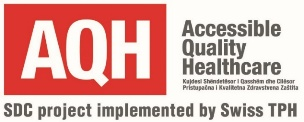 AQH
Accessible
Quality
Healthcare
Kujdesi Shëndetësor i Qasshëm dhe Cilësor
Pristupačna i Kvalitetna Zdravstvena Zaštita
SDC project implemented by Swiss TPH